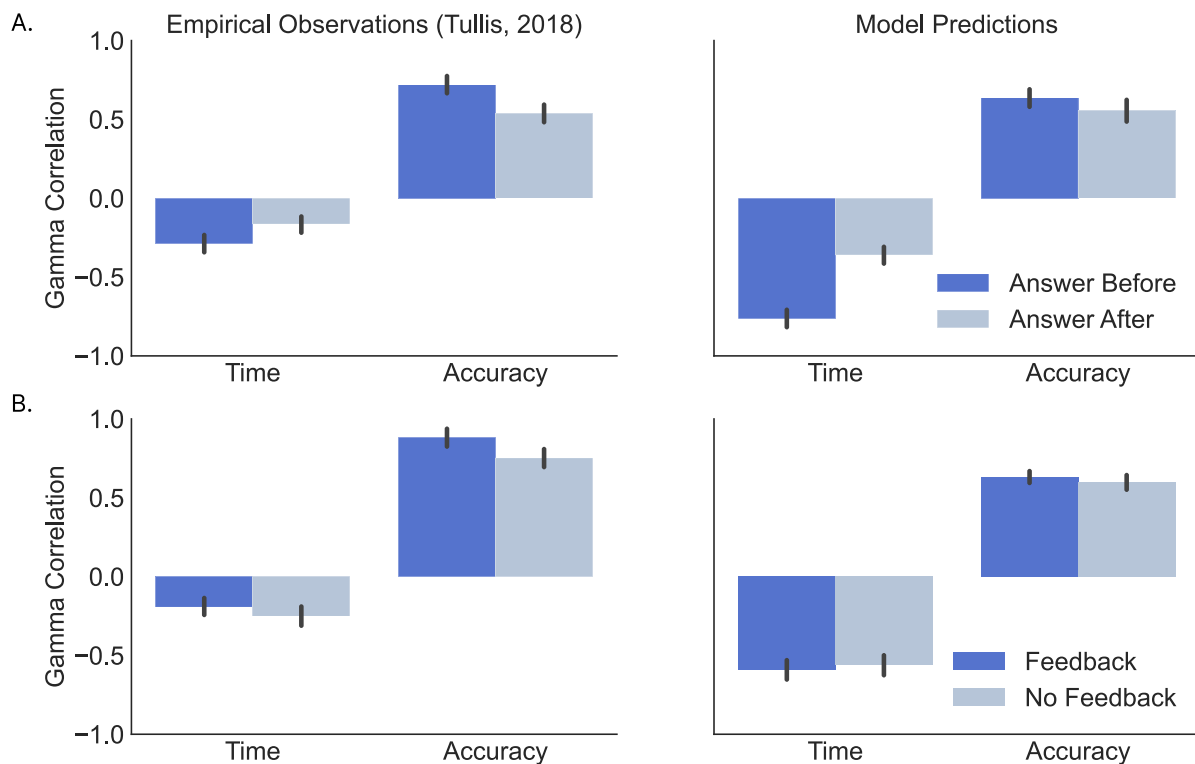 A.
Empirical Observations (Tullis, 2018)
Model Predictions
Gamma Correlation
1.0
0.5
0.0
−0.5
−1.0
Time
Accuracy
Answer Before
Answer After
Time
Accuracy
B.
Gamma Correlation
1.0
0.5
0.0
−0.5
−1.0
Time
Accuracy
Feedback
No Feedback
Time
Accuracy